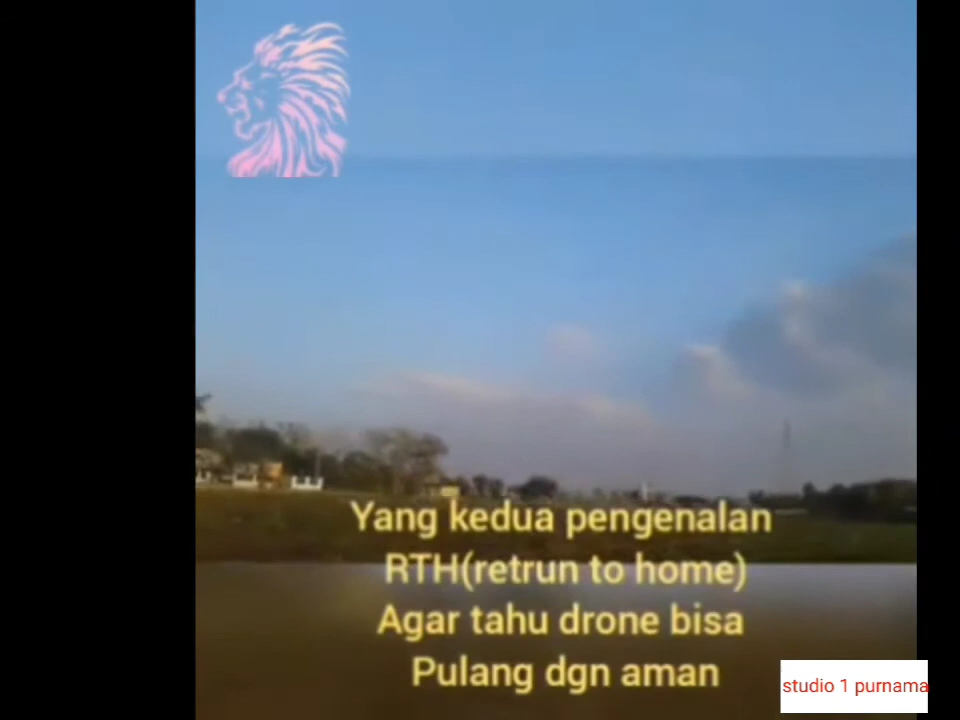 Yang kedua pengenalan
RTH(retrun to home)
Agar tahu drone bisa
Pulang dgn aman
studio 1 purnama